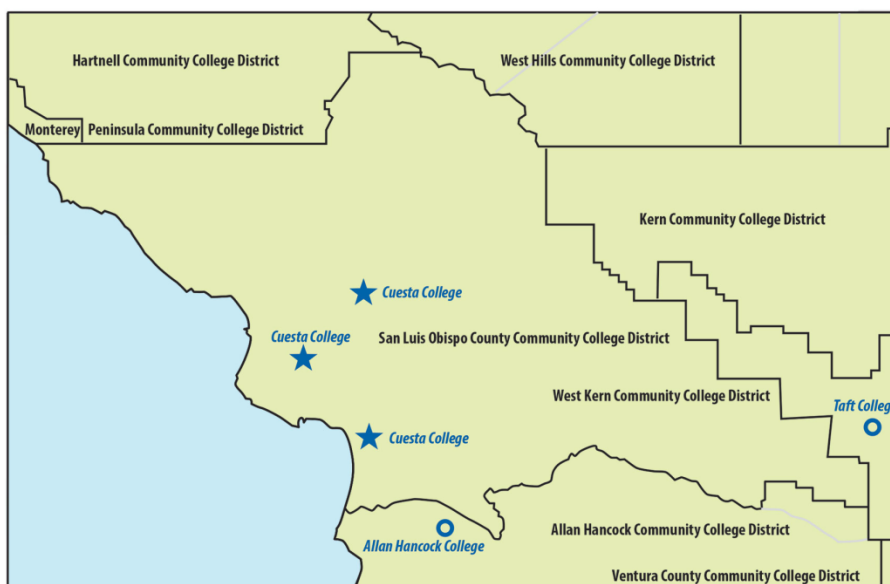 Hartnell Community College District
West Hills Community College District
Monterey Peninsula Community College District
Kern Community College District
Cuesta College
Cuesta College
San Luis Obispo County Community College District
West Kern Community College District
Taft College
Cuesta College
Allan Hancock Community College District
Allan Hancock College
Ventura County Community College District